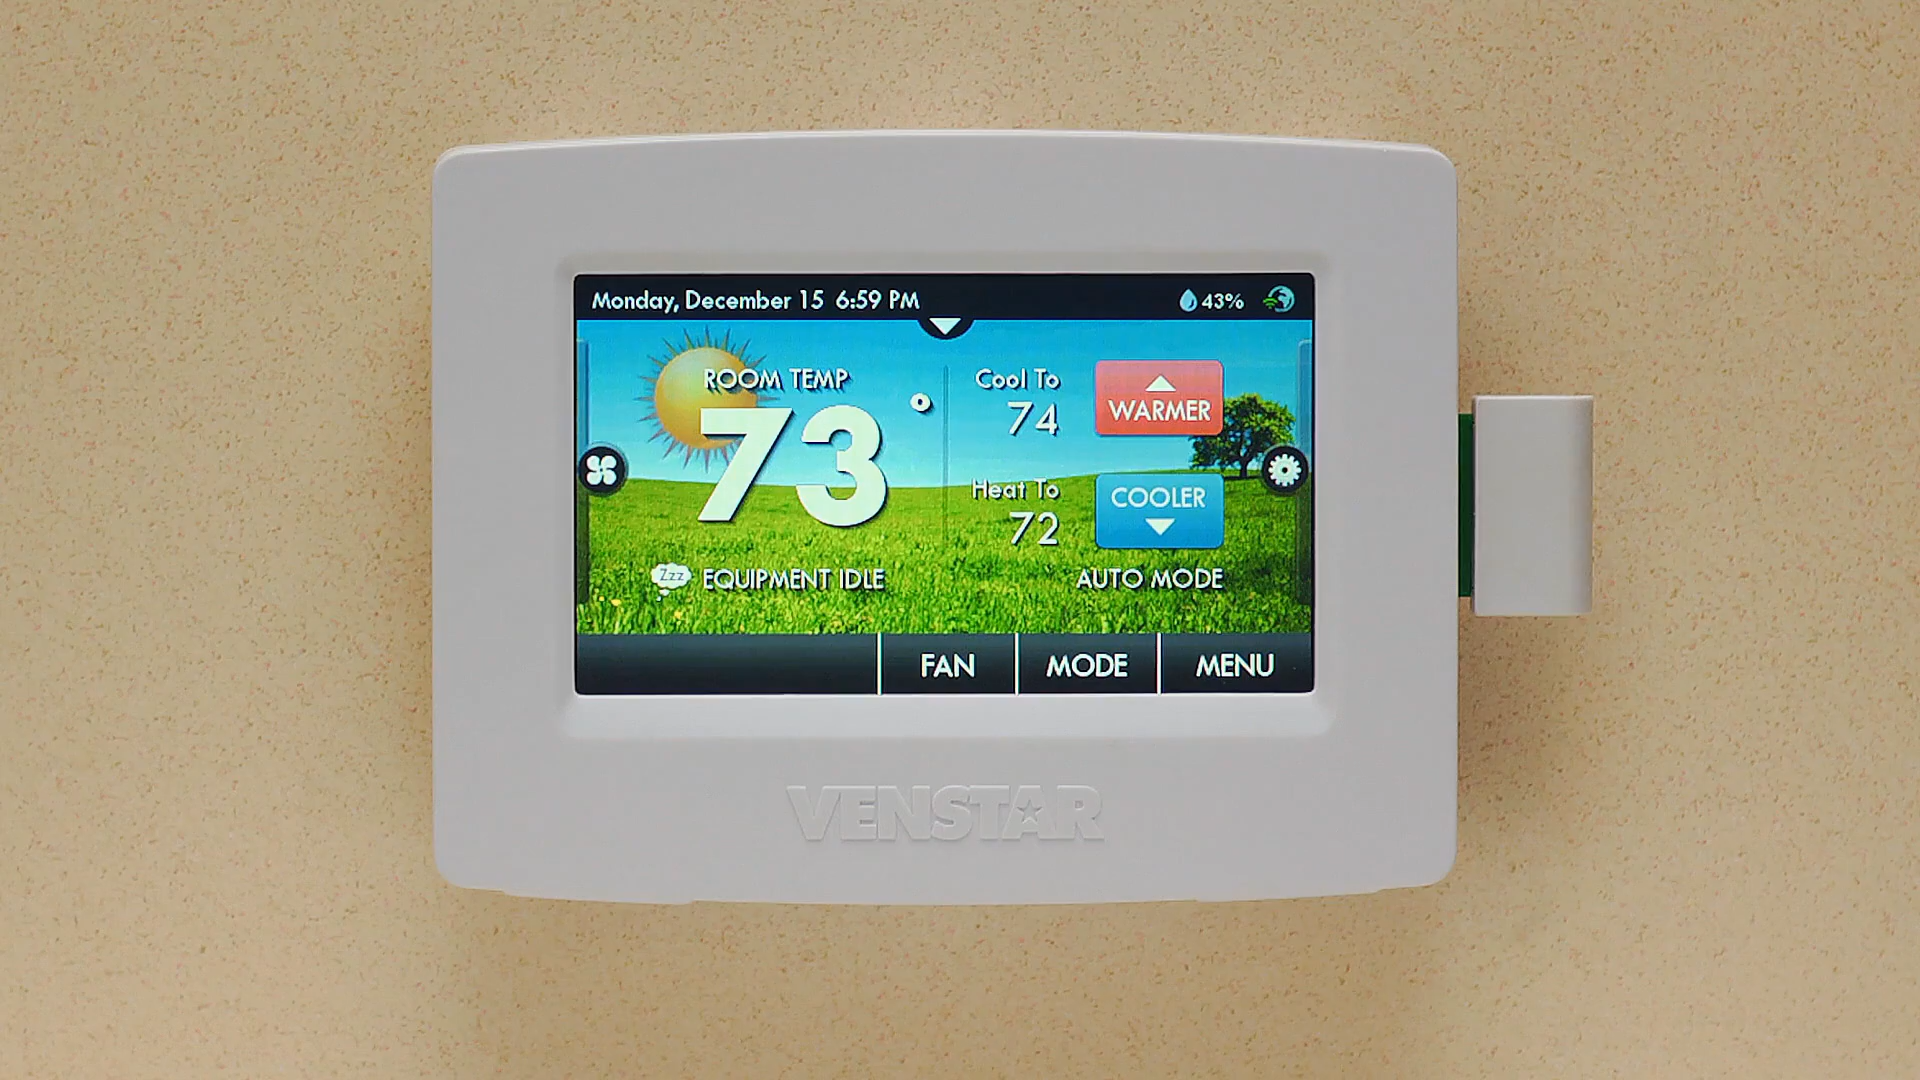 Monday, December 15 6:59 PM
43%
ROOM TEMP
73°
Cool To
74
WARMER
Heat To
72
COOLER
Zzz
EQUIPMENT IDLE
AUTO MODE
FAN
MODE
MENU
VENSTAR